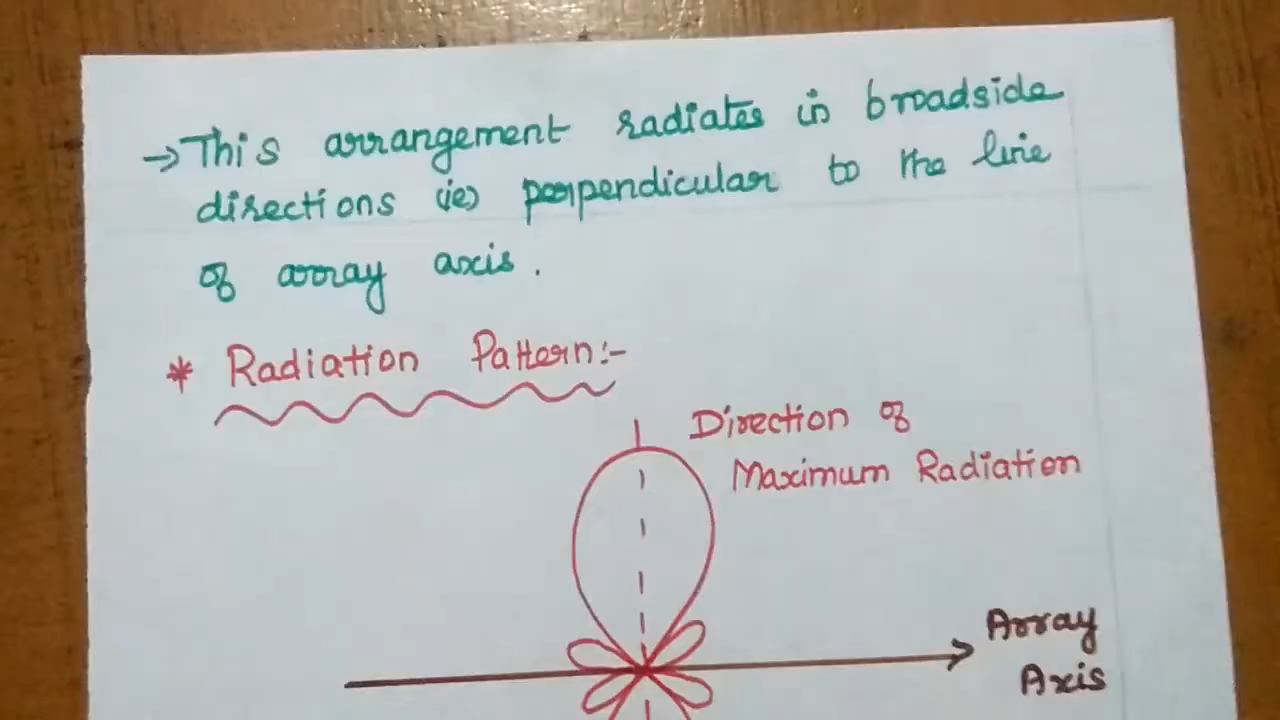 → This arrangement radiates in broadside
directions (ie) perpendicular to the line
of array axis.
* Radiation Pattern:-
Direction of
Maximum Radiation
Array
Axis